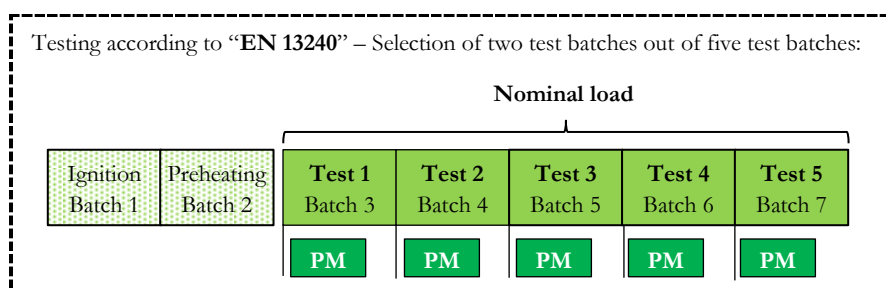 Testing according to “EN 13240” – Selection of two test batches out of five test batches:
Nominal load
Ignition Preheating Test 1 Test 2 Test 3 Test 4 Test 5
Batch 1 Batch 2 Batch 3 Batch 4 Batch 5 Batch 6 Batch 7
PM PM PM PM PM